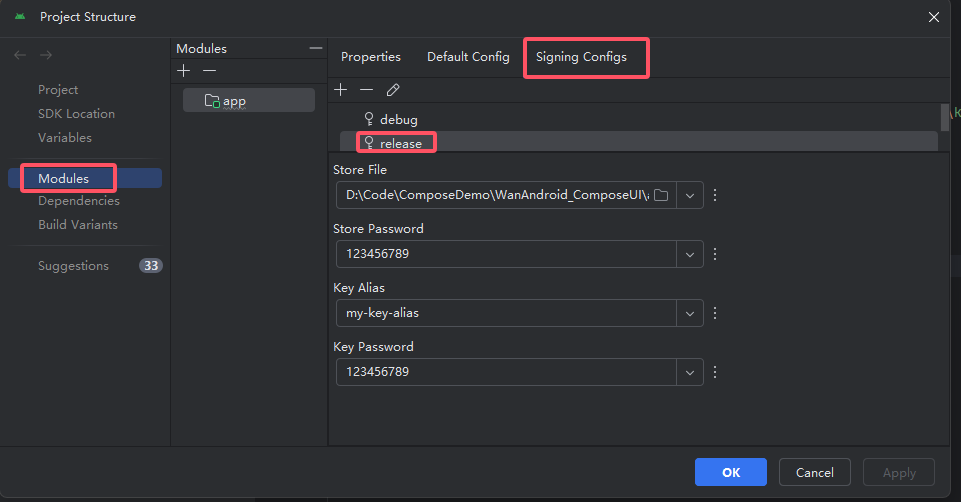 Project Structure
Project
SDK Location
Variables
Modules
Dependencies
Build Variants
Suggestions 33
Modules
app
Properties Default Config Signing Configs
debug
release
Store File
D:\Code\ComposeDemo\WanAndroid_ComposeUI\a
Store Password
123456789
Key Alias
my-key-alias
Key Password
123456789
OK Cancel Apply